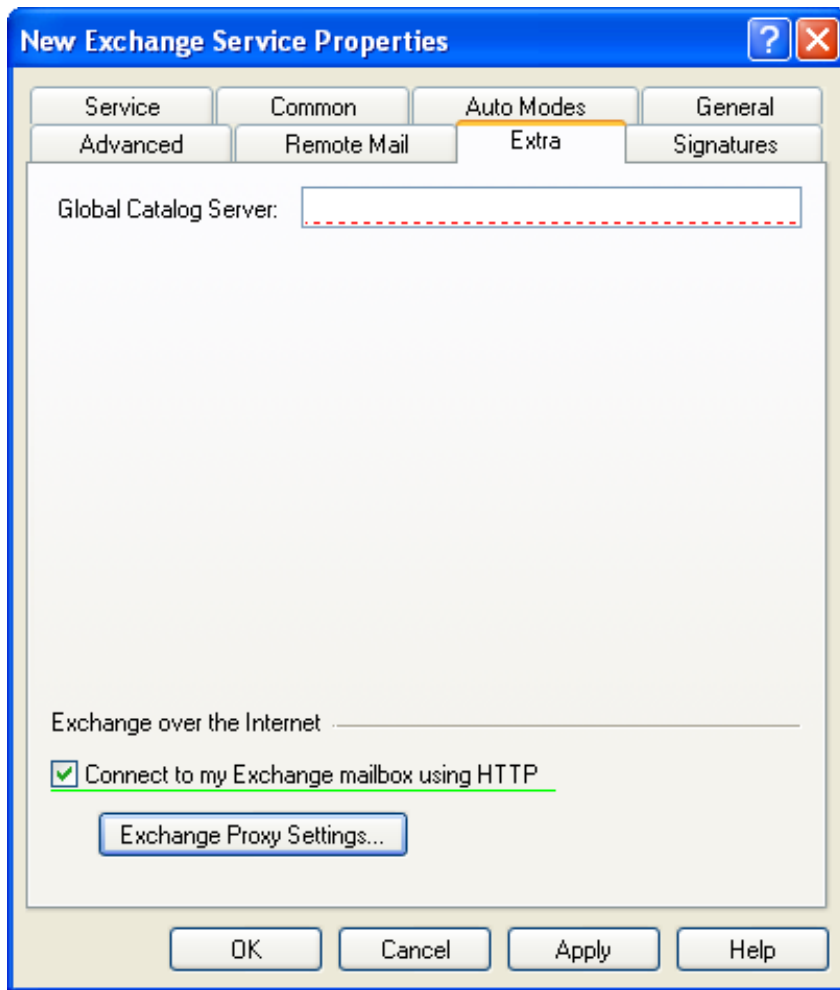 New Exchange Service Properties
Service Common Auto Modes General
Advanced Remote Mail Extra Signatures
Global Catalog Server:
Exchange over the Internet
Connect to my Exchange mailbox using HTTP
Exchange Proxy Settings...
OK Cancel Apply Help